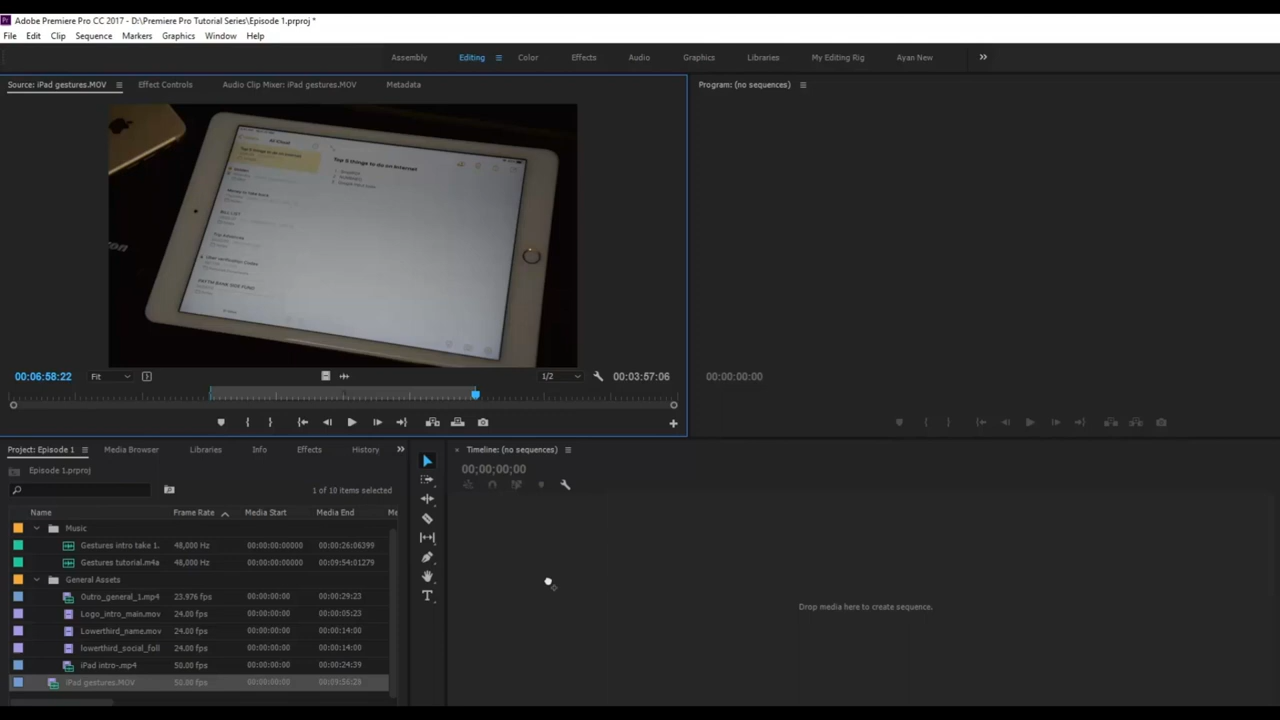 Adobe Premiere Pro CC 2017 - D:\Premiere Pro Tutorial Series\Episode 1.prproj *
File Edit Clip Sequence Markers Graphics Window Help
Assembly Editing Color Effects Audio Graphics Libraries My Editing Rig Ayan New
Source: iPad gestures.MOV Effect Controls Audio Clip Mixer: iPad gestures.MOV Metadata
Program: (no sequences)
Top 5 things to do on Internet
00:06:58:22 Fit 1/2 00:03:57:06
00:00:00:00
Project: Episode 1 Media Browser Libraries Info Effects History
Timeline: (no sequences)
Episode 1.prproj
00;00;00;00
1 of 10 items selected
Name Frame Rate Media Start Media End Me
Music
Gestures intro take 1. 48,000 Hz 00:00:00:00000 00:00:26:06399
Gestures tutorial.m4a 48,000 Hz 00:00:00:00000 00:09:54:01279
General Assets
Outro_general_1.mp4 23.976 fps 00:00:00:00 00:00:29:23
Logo_intro_main.mov 24.00 fps 00:00:00:00 00:00:05:23
Lowerthird_name.mov 24.00 fps 00:00:00:00 00:00:14:00
lowerthird_social_foll 24.00 fps 00:00:00:00 00:00:14:00
iPad intro-.mp4 50.00 fps 00:00:00:00 00:00:24:39
iPad gestures.MOV 50.00 fps 00:00:00:00 00:09:56:28
Drop media here to create sequence.